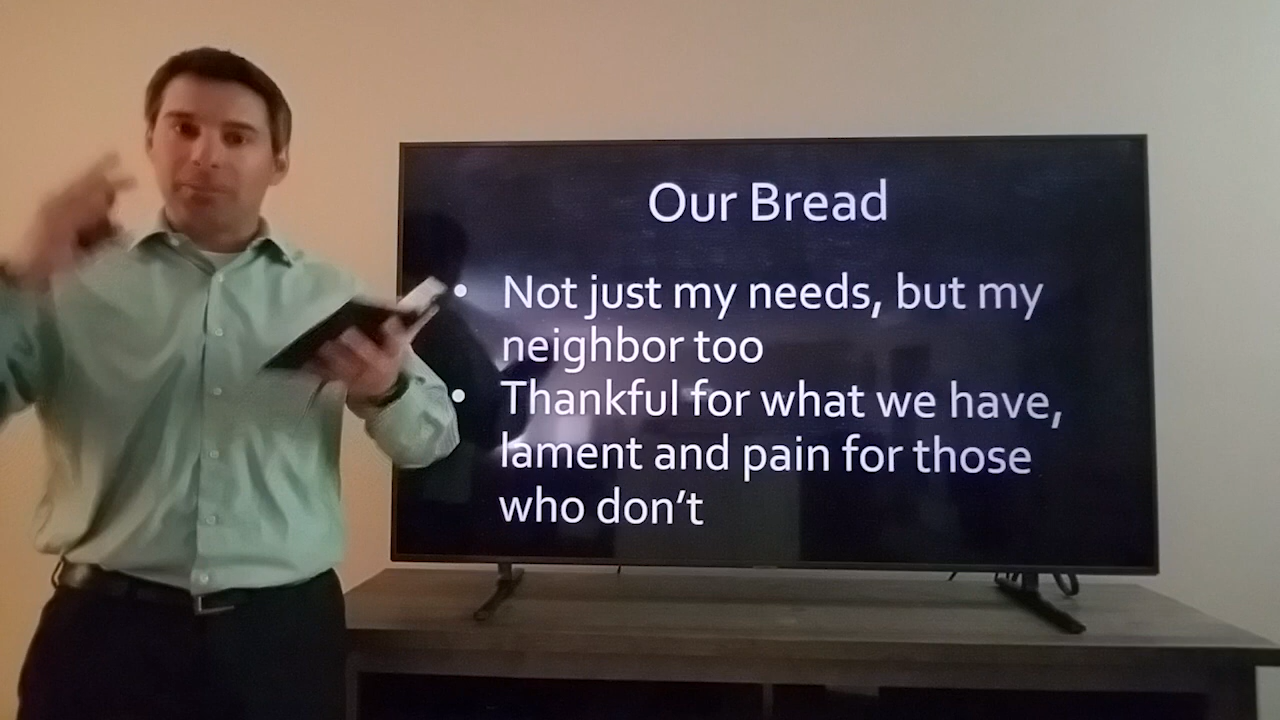 Our Bread
• Not just my needs, but my
neighbor too
• Thankful for what we have,
lament and pain for those
who don’t